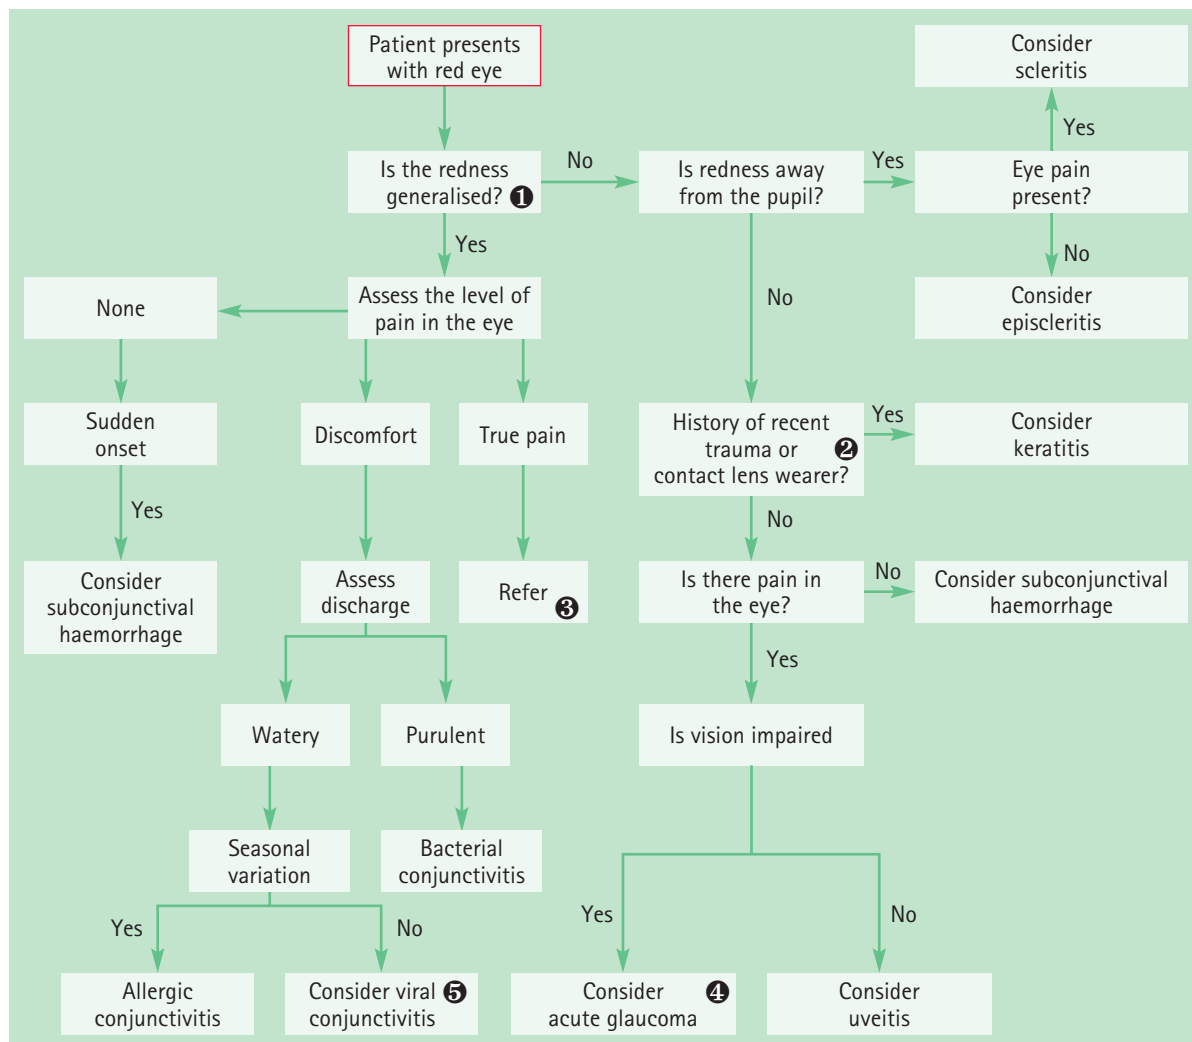 Patient presents
with red eye
Consider
scleritis
Yes
Is the redness
generalised? ❶
No
Is redness away
from the pupil?
Yes
Eye pain
present?
Yes
No
No
None
Assess the level of
pain in the eye
Consider
episcleritis
Sudden
onset
Discomfort
True pain
History of recent
trauma or ❷
contact lens wearer?
Yes
Consider
keratitis
Yes
No
Consider
subconjunctival
haemorrhage
Assess
discharge
Refer ❸
Is there pain in
the eye?
No
Consider subconjunctival
haemorrhage
Yes
Watery
Purulent
Is vision impaired
Seasonal
variation
Bacterial
conjunctivitis
Yes
No
Yes
No
Allergic
conjunctivitis
Consider viral ❺
conjunctivitis
Consider ❹
acute glaucoma
Consider
uveitis